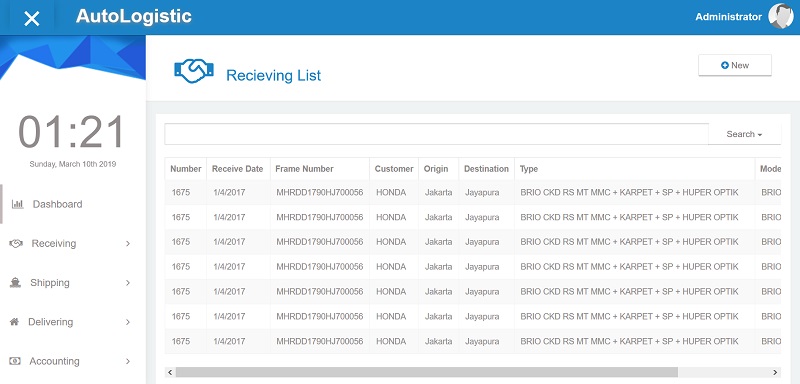 AutoLogistic
Administrator
Recieving List
New
01:21
Sunday, March 10th 2019
Search
Dashboard
Receiving
Shipping
Delivering
Accounting
Number Receive Date Frame Number Customer Origin Destination Type Mode
1675 1/4/2017 MHRDD1790HJ700056 HONDA Jakarta Jayapura BRIO CKD RS MT MMC + KARPET + SP + HUPER OPTIK BRIO
1675 1/4/2017 MHRDD1790HJ700056 HONDA Jakarta Jayapura BRIO CKD RS MT MMC + KARPET + SP + HUPER OPTIK BRIO
1675 1/4/2017 MHRDD1790HJ700056 HONDA Jakarta Jayapura BRIO CKD RS MT MMC + KARPET + SP + HUPER OPTIK BRIO
1675 1/4/2017 MHRDD1790HJ700056 HONDA Jakarta Jayapura BRIO CKD RS MT MMC + KARPET + SP + HUPER OPTIK BRIO
1675 1/4/2017 MHRDD1790HJ700056 HONDA Jakarta Jayapura BRIO CKD RS MT MMC + KARPET + SP + HUPER OPTIK BRIO
1675 1/4/2017 MHRDD1790HJ700056 HONDA Jakarta Jayapura BRIO CKD RS MT MMC + KARPET + SP + HUPER OPTIK BRIO
1675 1/4/2017 MHRDD1790HJ700056 HONDA Jakarta Jayapura BRIO CKD RS MT MMC + KARPET + SP + HUPER OPTIK BRIO